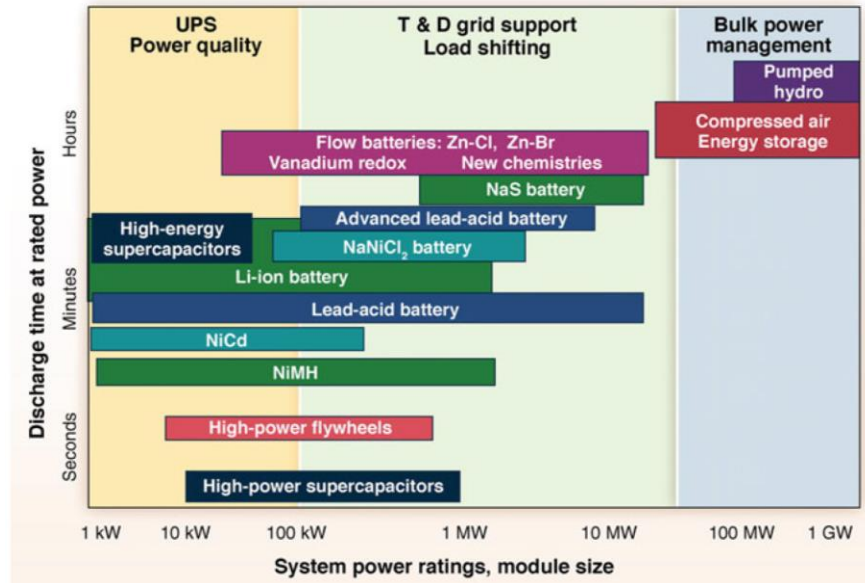 UPS
Power quality
T & D grid support
Load shifting
Bulk power
management
Pumped
hydro
Compressed air
Energy storage
Flow batteries: Zn-Cl, Zn-Br
Vanadium redox New chemistries
NaS battery
Advanced lead-acid battery
High-energy
supercapacitors
NaNiCl₂ battery
Li-ion battery
Lead-acid battery
NiCd
NiMH
High-power flywheels
High-power supercapacitors
Discharge time at rated power
Hours
Minutes
Seconds
1 kW 10 kW 100 kW 1 MW 10 MW 100 MW 1 GW
System power ratings, module size